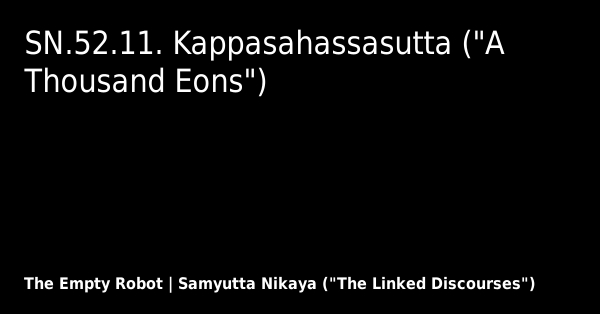 SN.52.11. Kappasahassasutta ("A
Thousand Eons")
The Empty Robot | Samyutta Nikaya ("The Linked Discourses")